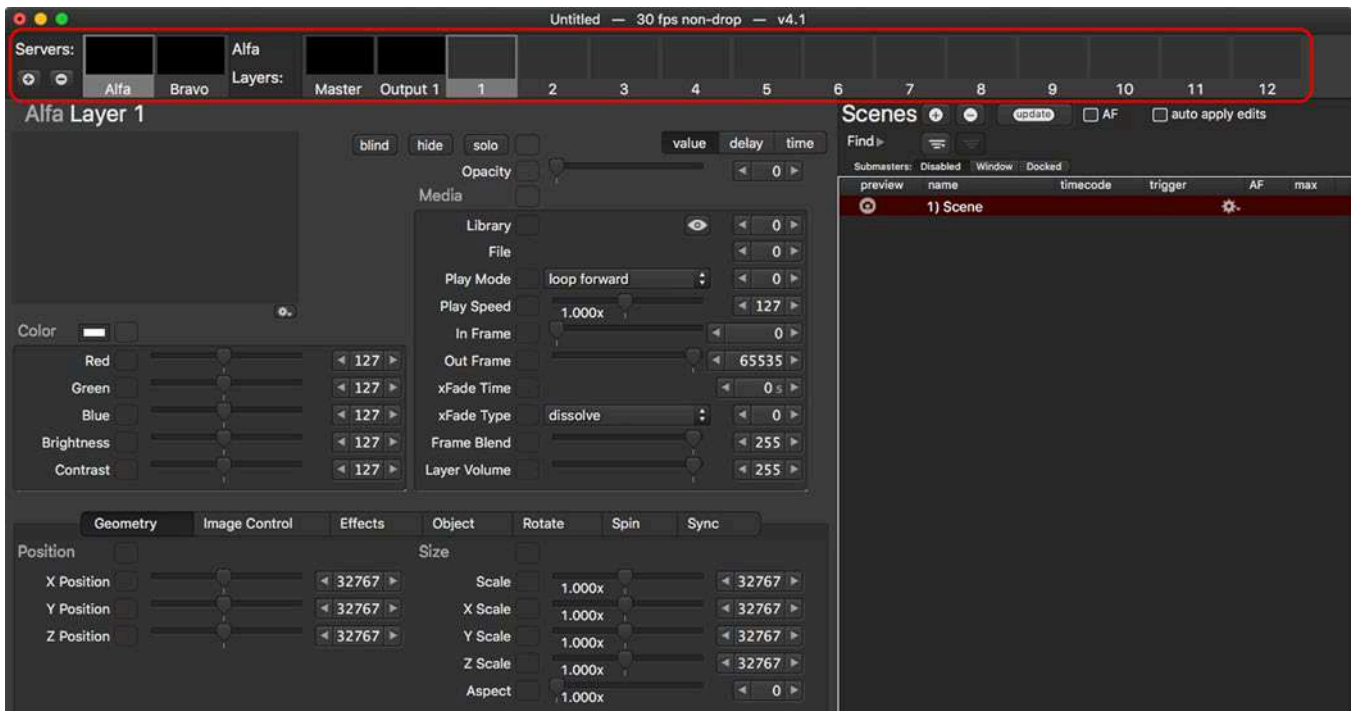 Untitled — 30 fps non-drop — v4.1
Servers: Alfa
Layers:
Alfa Bravo Master Output 1 1 2 3 4 5 6 7 8 9 10 11 12
Alfa Layer 1
blind hide solo value delay time
Opacity 0
Media
Library 0
File 0
Play Mode loop forward 0
Play Speed 1.000x 127
In Frame 0
Out Frame 65535
xFade Time 0 s
xFade Type dissolve 0
Frame Blend 255
Layer Volume 255
Color
Red 127
Green 127
Blue 127
Brightness 127
Contrast 127
Geometry Image Control Effects Object Rotate Spin Sync
Position
X Position 32767
Y Position 32767
Z Position 32767
Size
Scale 1.000x 32767
X Scale 1.000x 32767
Y Scale 1.000x 32767
Z Scale 1.000x 32767
Aspect 1.000x 0
Scenes update AF auto apply edits
Find
Submasters: Disabled Window Docked
preview name timecode trigger AF max
1) Scene